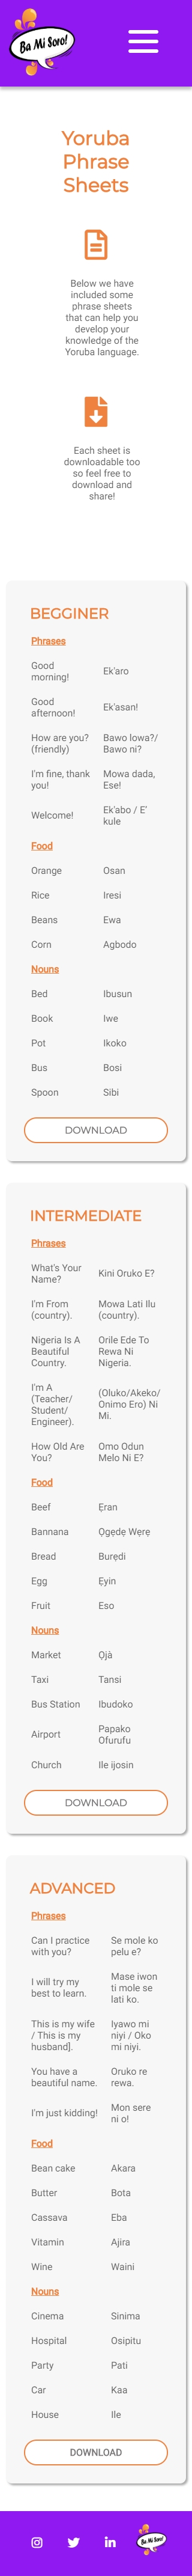 Ba Mi Soro!
Yoruba
Phrase
Sheets
Below we have
included some
phrase sheets
that can help you
develop your
knowledge of the
Yoruba language.
Each sheet is
downloadable too
so feel free to
download and
share!
BEGGINER
Phrases
Good
morning!
Ek'aro
Good
afternoon!
Ek'asan!
How are you?
(friendly)
Bawo lowa?/
Bawo ni?
I'm fine, thank
you!
Mowa dada,
Ese!
Welcome!
Ek'abo / E'
kule
Food
Orange Osan
Rice Iresi
Beans Ewa
Corn Agbodo
Nouns
Bed Ibusun
Book Iwe
Pot Ikoko
Bus Bosi
Spoon Sibi
DOWNLOAD
INTERMEDIATE
Phrases
What's Your
Name?
Kini Oruko E?
I'm From
(country).
Mowa Lati Ilu
(country).
Nigeria Is A
Beautiful
Country.
Orile Ede To
Rewa Ni
Nigeria.
I'm A
(Teacher/
Student/
Engineer).
(Oluko/Akeko/
Onimo Ero) Ni
Mi.
How Old Are
You?
Omo Odun
Melo Ni E?
Food
Beef Ẹran
Bannana Ọgẹdẹ Wẹrẹ
Bread Burẹdi
Egg Ẹyin
Fruit Eso
Nouns
Market Ọjà
Taxi Tansi
Bus Station Ibudoko
Airport
Papako
Ofurufu
Church Ile ijosin
DOWNLOAD
ADVANCED
Phrases
Can I practice
with you?
Se mole ko
pelu e?
I will try my
best to learn.
Mase iwon
ti mole se
lati ko.
This is my wife
/ This is my
husband].
Iyawo mi
niyi / Oko
mi niyi.
You have a
beautiful name.
Oruko re
rewa.
I'm just kidding!
Mon sere
ni o!
Food
Bean cake Akara
Butter Bota
Cassava Eba
Vitamin Ajira
Wine Waini
Nouns
Cinema Sinima
Hospital Osipitu
Party Pati
Car Kaa
House Ile
DOWNLOAD
Ba Mi Soro!